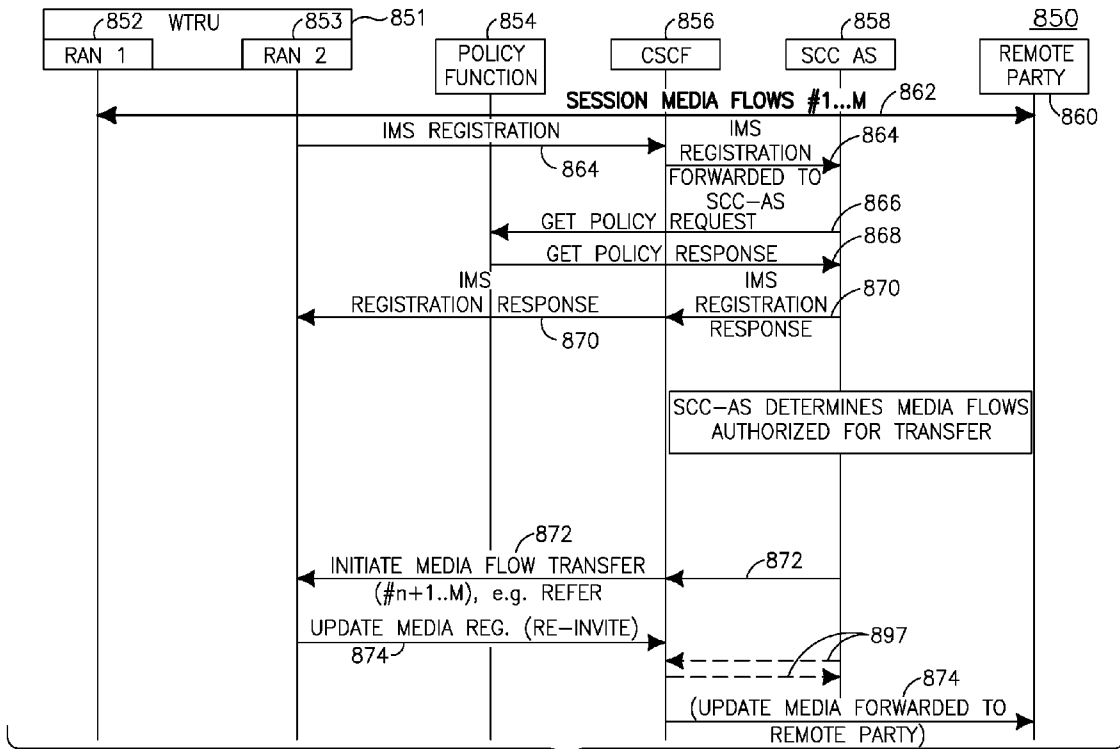 852
WTRU
853
851
854
856
858
850
RAN 1
RAN 2
POLICY
FUNCTION
CSCF
SCC AS
REMOTE
PARTY
SESSION MEDIA FLOWS #1...M
862
860
IMS REGISTRATION
864
IMS
REGISTRATION
FORWARDED TO
SCC-AS
864
GET POLICY REQUEST
866
GET POLICY RESPONSE
868
IMS
REGISTRATION RESPONSE
870
IMS
REGISTRATION
RESPONSE
870
SCC-AS DETERMINES MEDIA FLOWS
AUTHORIZED FOR TRANSFER
872
INITIATE MEDIA FLOW TRANSFER
(#n+1..M), e.g. REFER
872
UPDATE MEDIA REG. (RE-INVITE)
874
897
874
(UPDATE MEDIA FORWARDED TO
REMOTE PARTY)